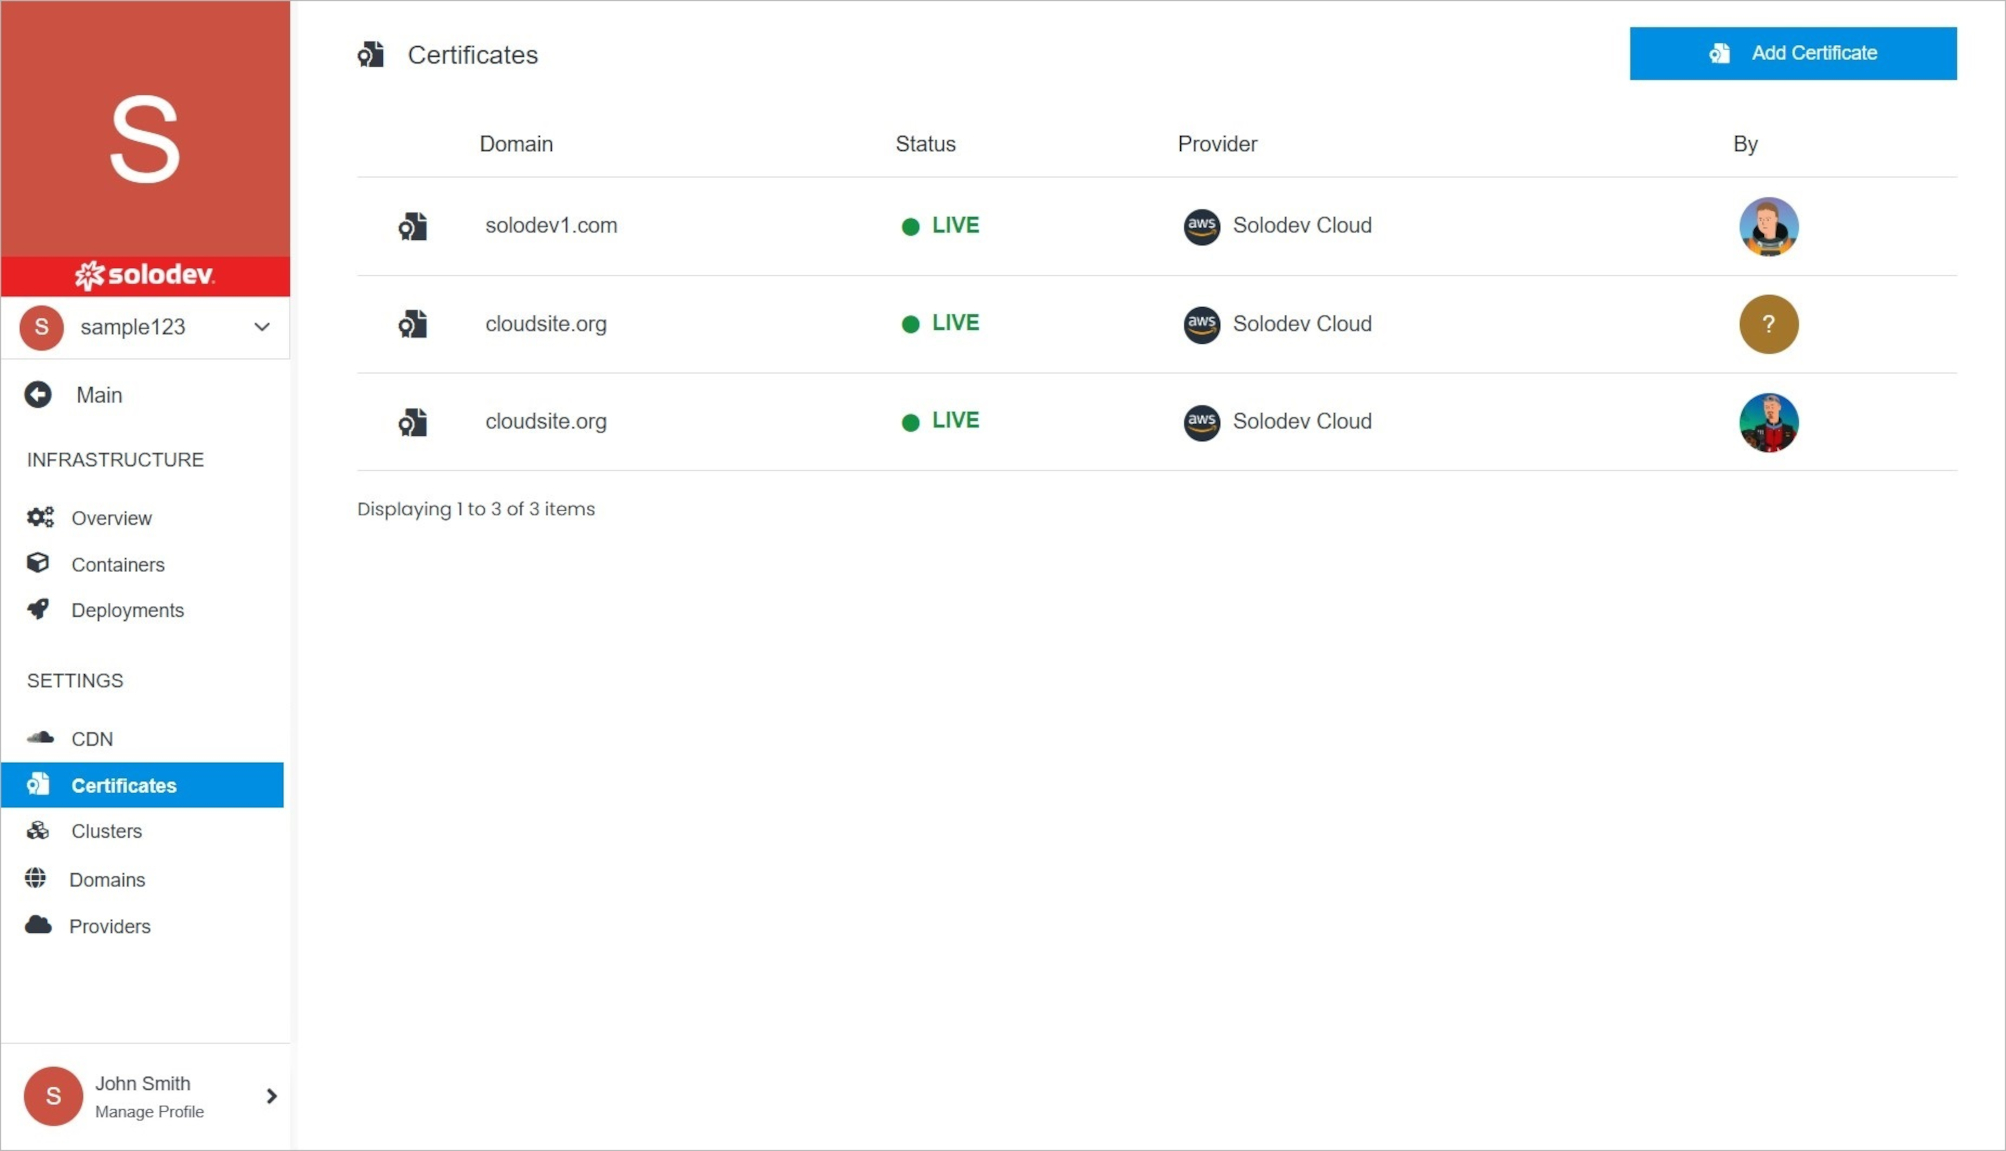 S
solodev
S sample123
Main
INFRASTRUCTURE
Overview
Containers
Deployments
SETTINGS
CDN
Certificates
Clusters
Domains
Providers
S John Smith
Manage Profile
Certificates
Add Certificate
Domain Status Provider By
solodev1.com LIVE aws Solodev Cloud
cloudsite.org LIVE aws Solodev Cloud ?
cloudsite.org LIVE aws Solodev Cloud
Displaying 1 to 3 of 3 items